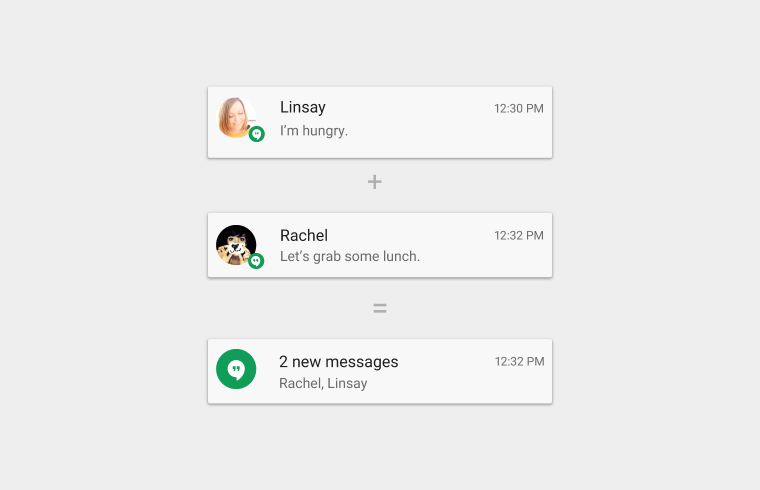 Linsay 12:30 PM
I’m hungry.
+
Rachel 12:32 PM
Let’s grab some lunch.
=
2 new messages 12:32 PM
Rachel, Linsay